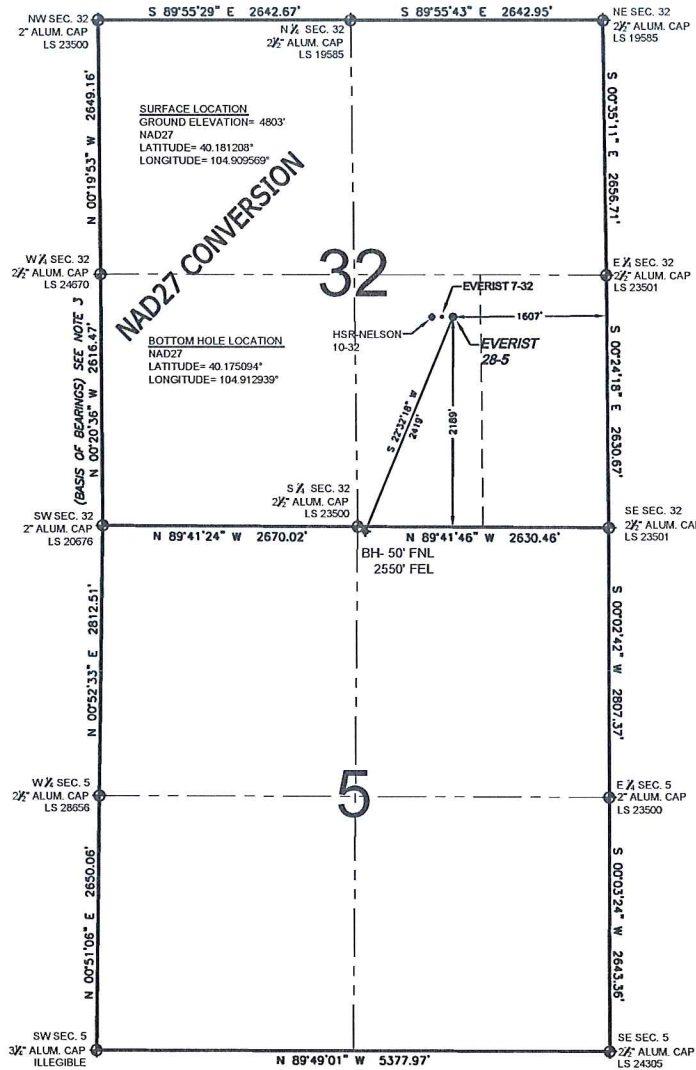 S 89°55'29" E 2642.67'
S 89°55'43" E 2642.95'
NW SEC. 32
2" ALUM. CAP
LS 23500
N ¼ SEC. 32
2½" ALUM. CAP
LS 19585
NE SEC. 32
2½" ALUM. CAP
LS 19585
N 00°19'53" W 2649.16'
S 00°35'11" E 2656.71'
SURFACE LOCATION
GROUND ELEVATION= 4803'
NAD27
LATITUDE= 40.181208°
LONGITUDE= 104.909569°
NAD27 CONVERSION
32
W ¼ SEC. 32
2½" ALUM. CAP
LS 24670
E ¼ SEC. 32
2½" ALUM. CAP
LS 23501
EVERIST 7-32
1607'
HSR-NELSON
10-32
EVERIST
28-5
BOTTOM HOLE LOCATION
NAD27
LATITUDE= 40.175094°
LONGITUDE= 104.912939°
(BASIS OF BEARINGS) SEE NOTE 3
N 00°20'36" W 2616.47'
S 00°24'18" E 2630.67'
S 22°32'18" W
2419'
2189'
S ¼ SEC. 32
2½" ALUM. CAP
LS 23500
SW SEC. 32
2" ALUM. CAP
LS 20676
SE SEC. 32
2½" ALUM. CAP
LS 23501
N 89°41'24" W 2670.02'
N 89°41'46" W 2630.46'
BH- 50' FNL
2550' FEL
N 00°52'33" E 2812.51'
S 00°02'42" W 2807.37'
5
W ¼ SEC. 5
2½" ALUM. CAP
LS 28656
E ¼ SEC. 5
2" ALUM. CAP
LS 23500
N 00°51'06" E 2650.06'
S 00°03'24" W 2643.36'
SW SEC. 5
3½" ALUM. CAP
ILLEGIBLE
SE SEC. 5
2½" ALUM. CAP
LS 24305
N 89°49'01" W 5377.97'